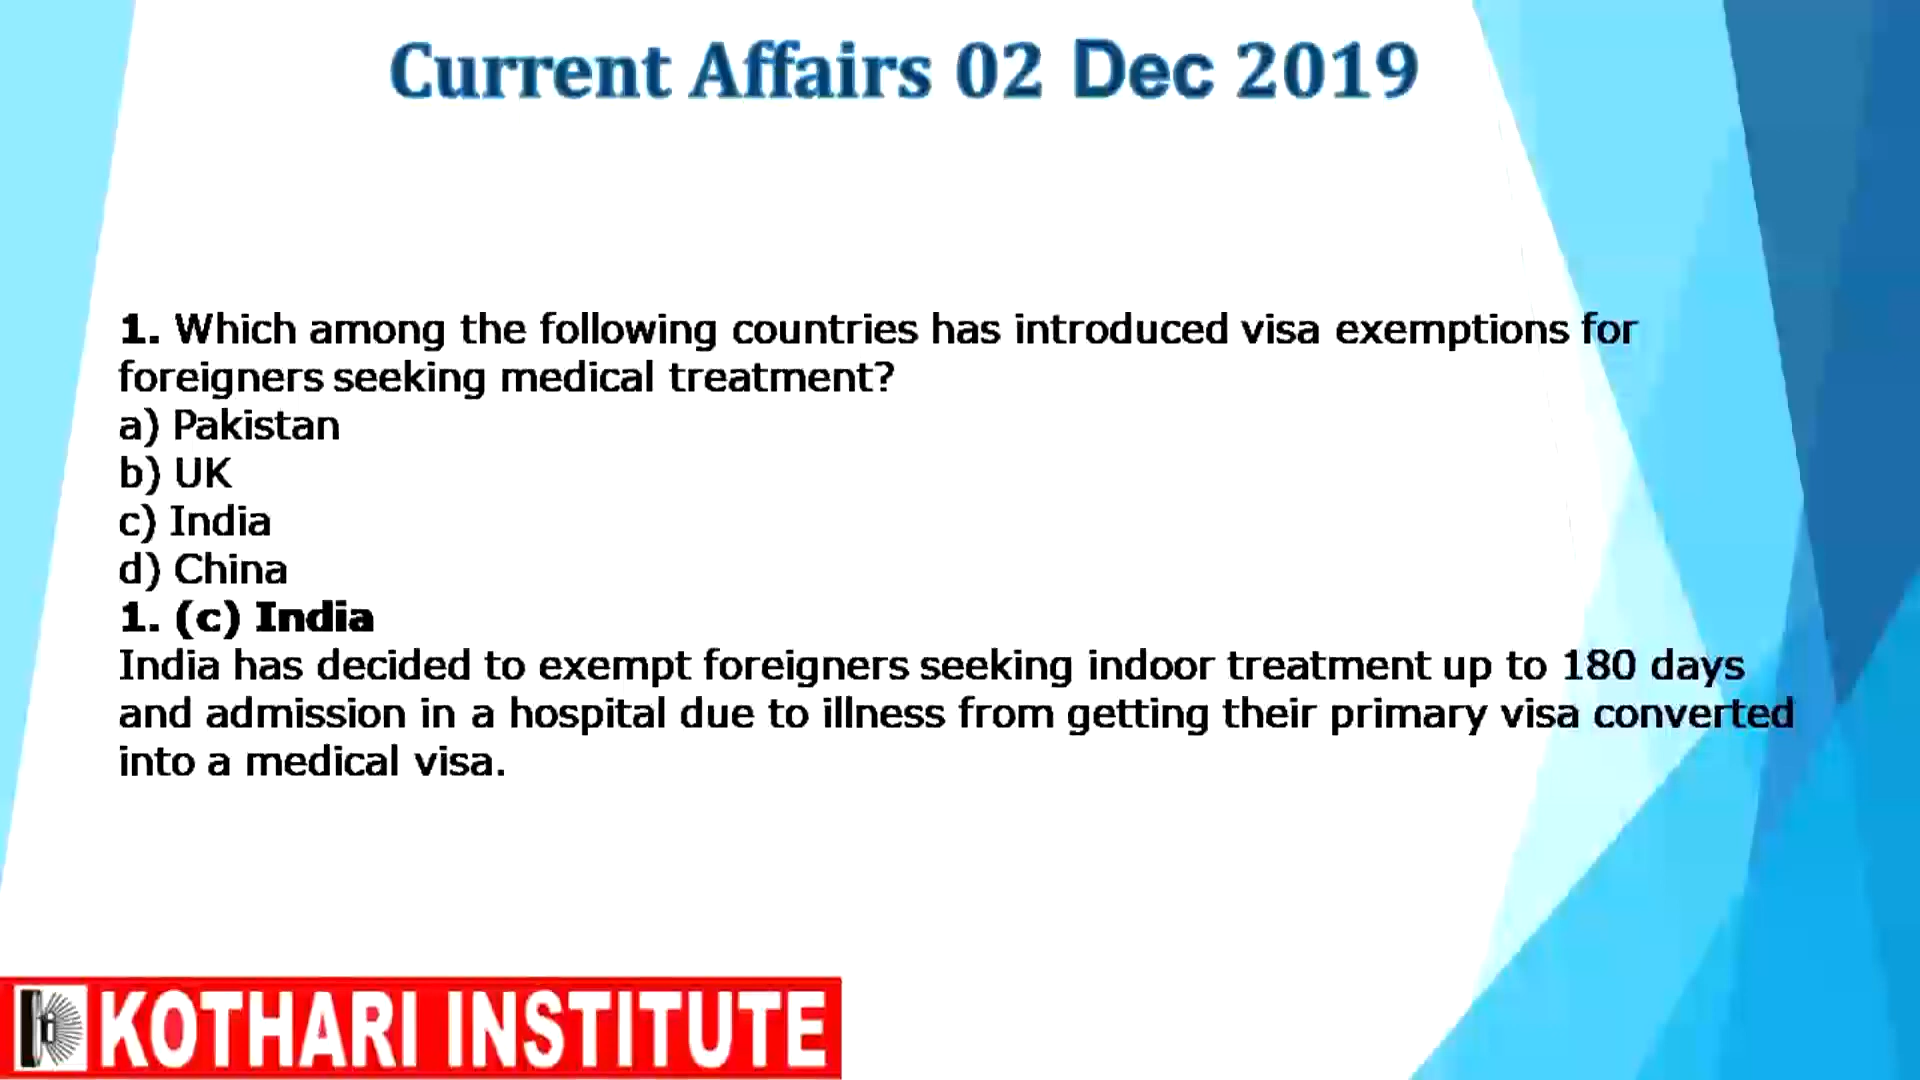 Current Affairs 02 Dec 2019
1. Which among the following countries has introduced visa exemptions for
foreigners seeking medical treatment?
a) Pakistan
b) UK
c) India
d) China
1. (c) India
India has decided to exempt foreigners seeking indoor treatment up to 180 days
and admission in a hospital due to illness from getting their primary visa converted
into a medical visa.
KOTHARI INSTITUTE